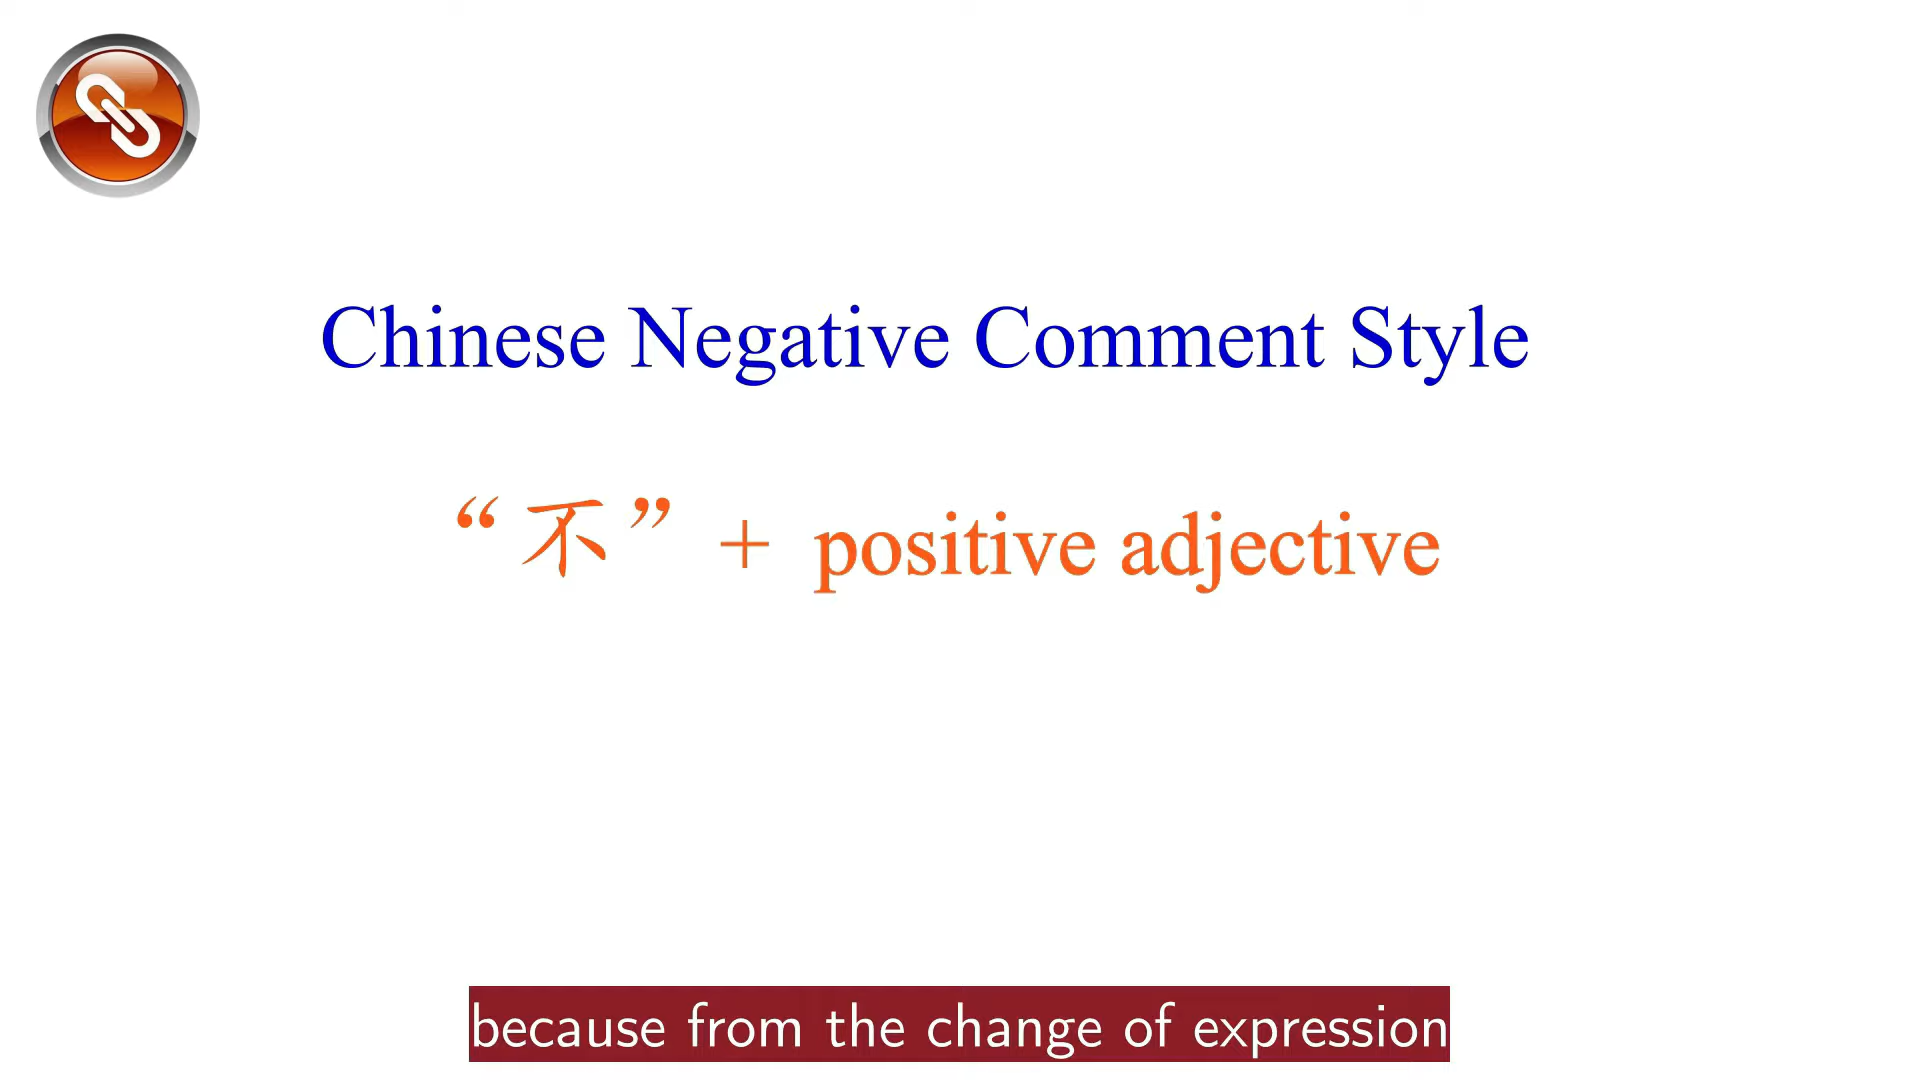 Chinese Negative Comment Style
“不” + positive adjective
because from the change of expression